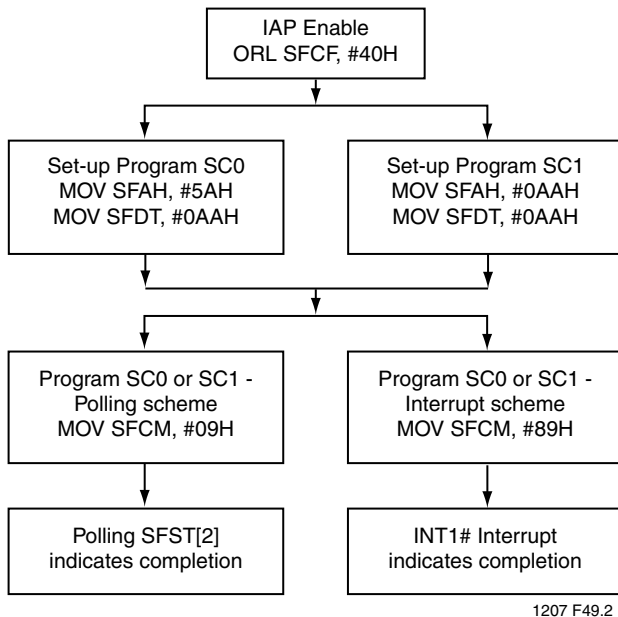 IAP Enable
ORL SFCF, #40H
Set-up Program SC0
MOV SFAH, #5AH
MOV SFDT, #0AAH
Set-up Program SC1
MOV SFAH, #0AAH
MOV SFDT, #0AAH
Program SC0 or SC1 -
Polling scheme
MOV SFCM, #09H
Program SC0 or SC1 -
Interrupt scheme
MOV SFCM, #89H
Polling SFST[2]
indicates completion
INT1# Interrupt
indicates completion
1207 F49.2